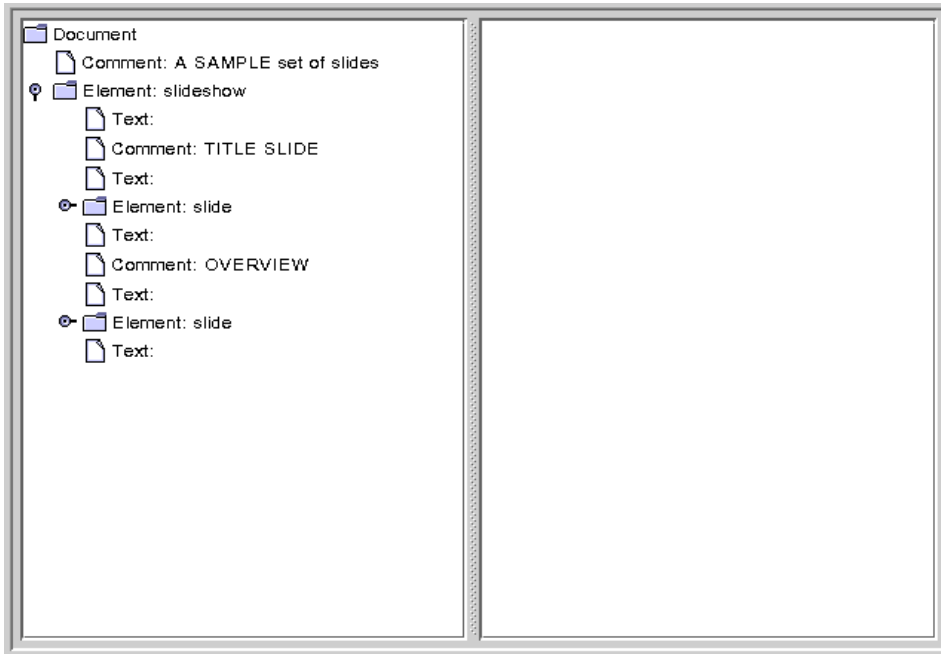 Document
Comment: A SAMPLE set of slides
Element: slideshow
Text:
Comment: TITLE SLIDE
Text:
Element: slide
Text:
Comment: OVERVIEW
Text:
Element: slide
Text: